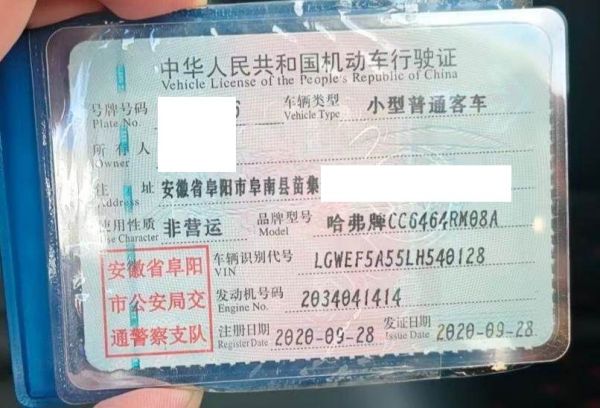 中华人民共和国机动车行驶证
Vehicle License of the People's Republic of China
号牌号码 6 车辆类型 小型普通客车
Plate No. Vehicle Type
所有人
Owner
住址 安徽省阜阳市阜南县苗集
Address
使用性质 非营运 品牌型号 哈弗牌CC6464RM08A
Use Character Model
安徽省阜阳
市公安局交
通警察支队
车辆识别代号 LGWEF5A55LH540128
VIN
发动机号码 2034041414
Engine No.
注册日期 2020-09-28 发证日期 2020-09-28
Register Date Issue Date